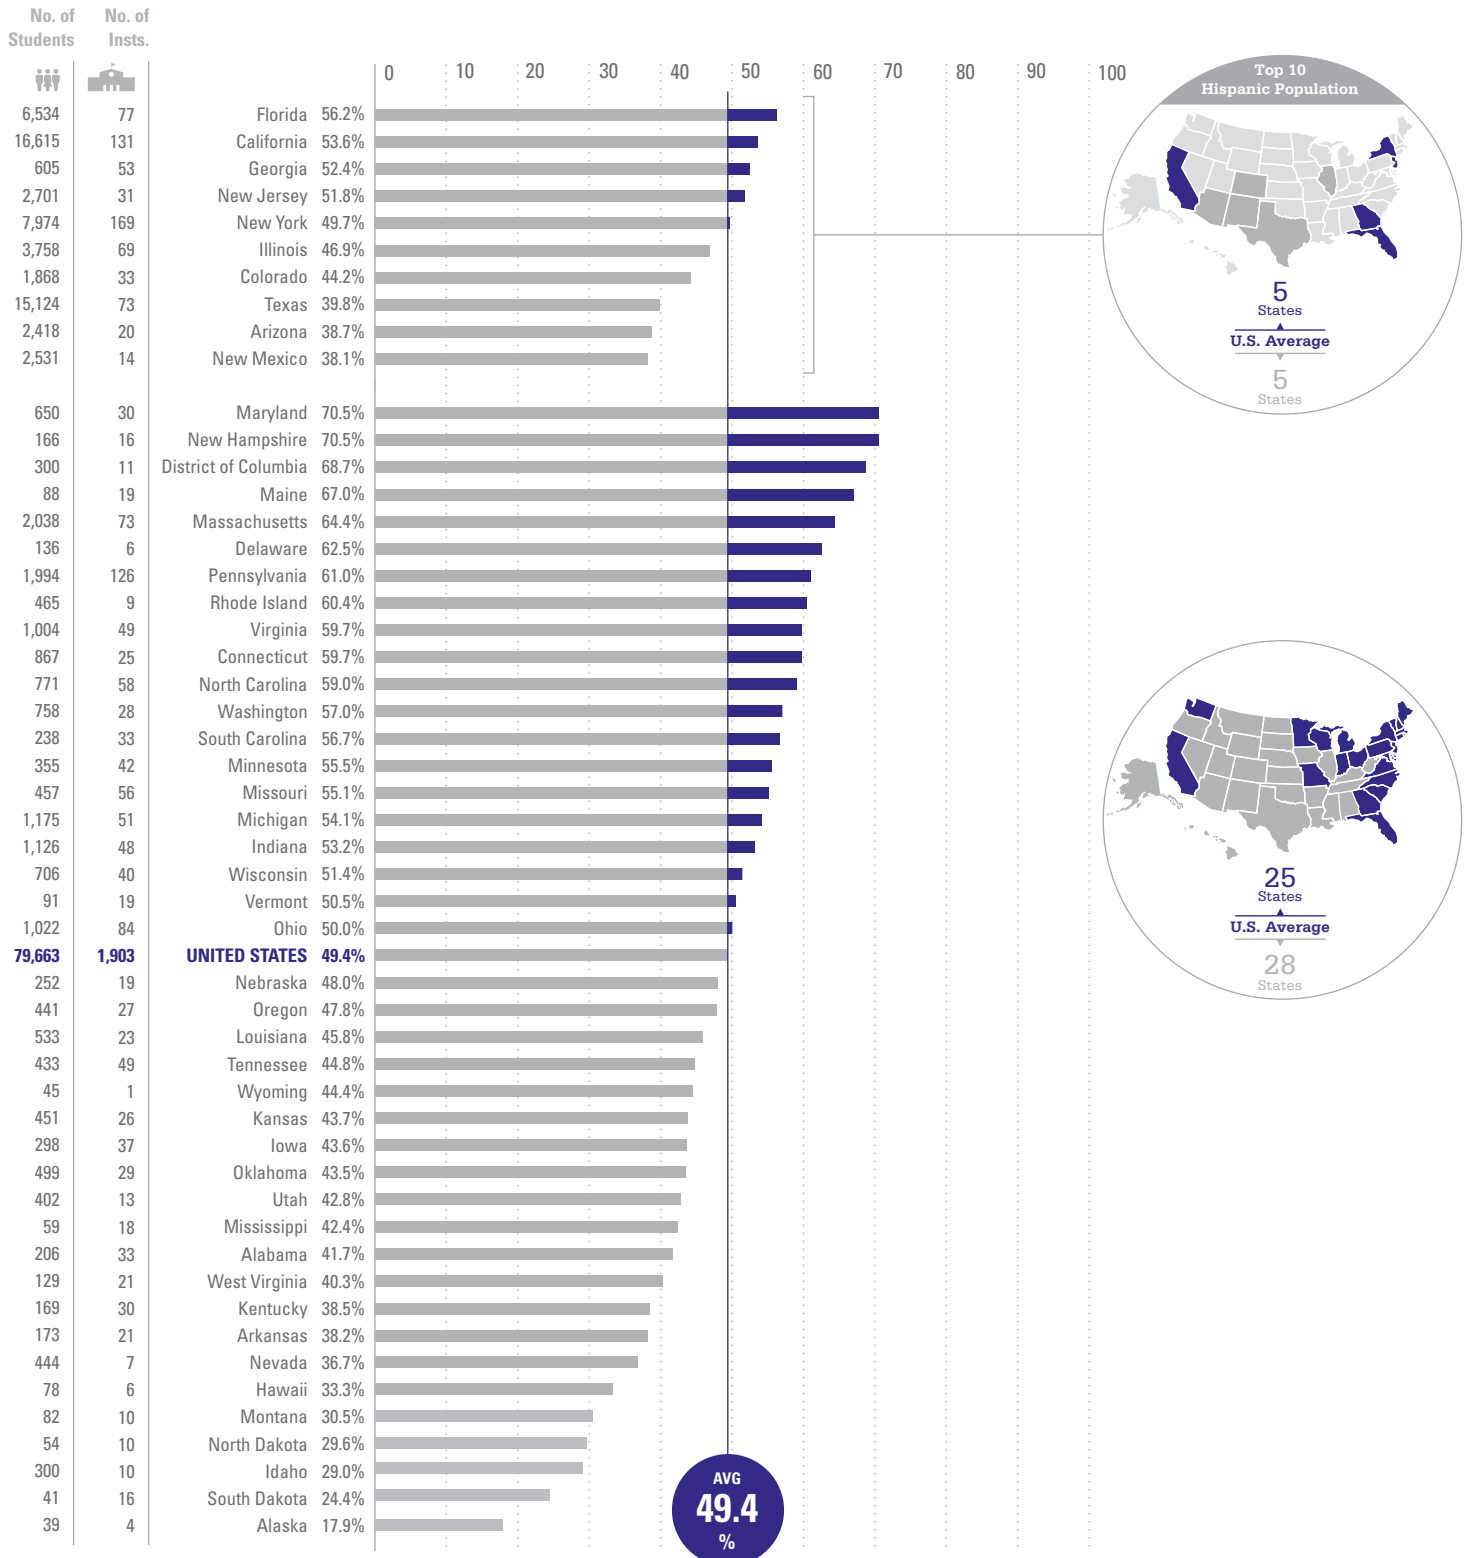 No. of No. of
Students Insts.
0 10 20 30 40 50 60 70 80 90 100
6,534 77 Florida 56.2%
16,615 131 California 53.6%
605 53 Georgia 52.4%
2,701 31 New Jersey 51.8%
7,974 169 New York 49.7%
3,758 69 Illinois 46.9%
1,868 33 Colorado 44.2%
15,124 73 Texas 39.8%
2,418 20 Arizona 38.7%
2,531 14 New Mexico 38.1%
Top 10
Hispanic Population
5
States
U.S. Average
5
States
650 30 Maryland 70.5%
166 16 New Hampshire 70.5%
300 11 District of Columbia 68.7%
88 19 Maine 67.0%
2,038 73 Massachusetts 64.4%
136 6 Delaware 62.5%
1,994 126 Pennsylvania 61.0%
465 9 Rhode Island 60.4%
1,004 49 Virginia 59.7%
867 25 Connecticut 59.7%
771 58 North Carolina 59.0%
758 28 Washington 57.0%
238 33 South Carolina 56.7%
355 42 Minnesota 55.5%
457 56 Missouri 55.1%
1,175 51 Michigan 54.1%
1,126 48 Indiana 53.2%
706 40 Wisconsin 51.4%
91 19 Vermont 50.5%
1,022 84 Ohio 50.0%
79,663 1,903 UNITED STATES 49.4%
252 19 Nebraska 48.0%
441 27 Oregon 47.8%
533 23 Louisiana 45.8%
433 49 Tennessee 44.8%
45 1 Wyoming 44.4%
451 26 Kansas 43.7%
298 37 Iowa 43.6%
499 29 Oklahoma 43.5%
402 13 Utah 42.8%
59 18 Mississippi 42.4%
206 33 Alabama 41.7%
129 21 West Virginia 40.3%
169 30 Kentucky 38.5%
173 21 Arkansas 38.2%
444 7 Nevada 36.7%
78 6 Hawaii 33.3%
82 10 Montana 30.5%
54 10 North Dakota 29.6%
300 10 Idaho 29.0%
41 16 South Dakota 24.4%
39 4 Alaska 17.9%
25
States
U.S. Average
28
States
AVG
49.4
%